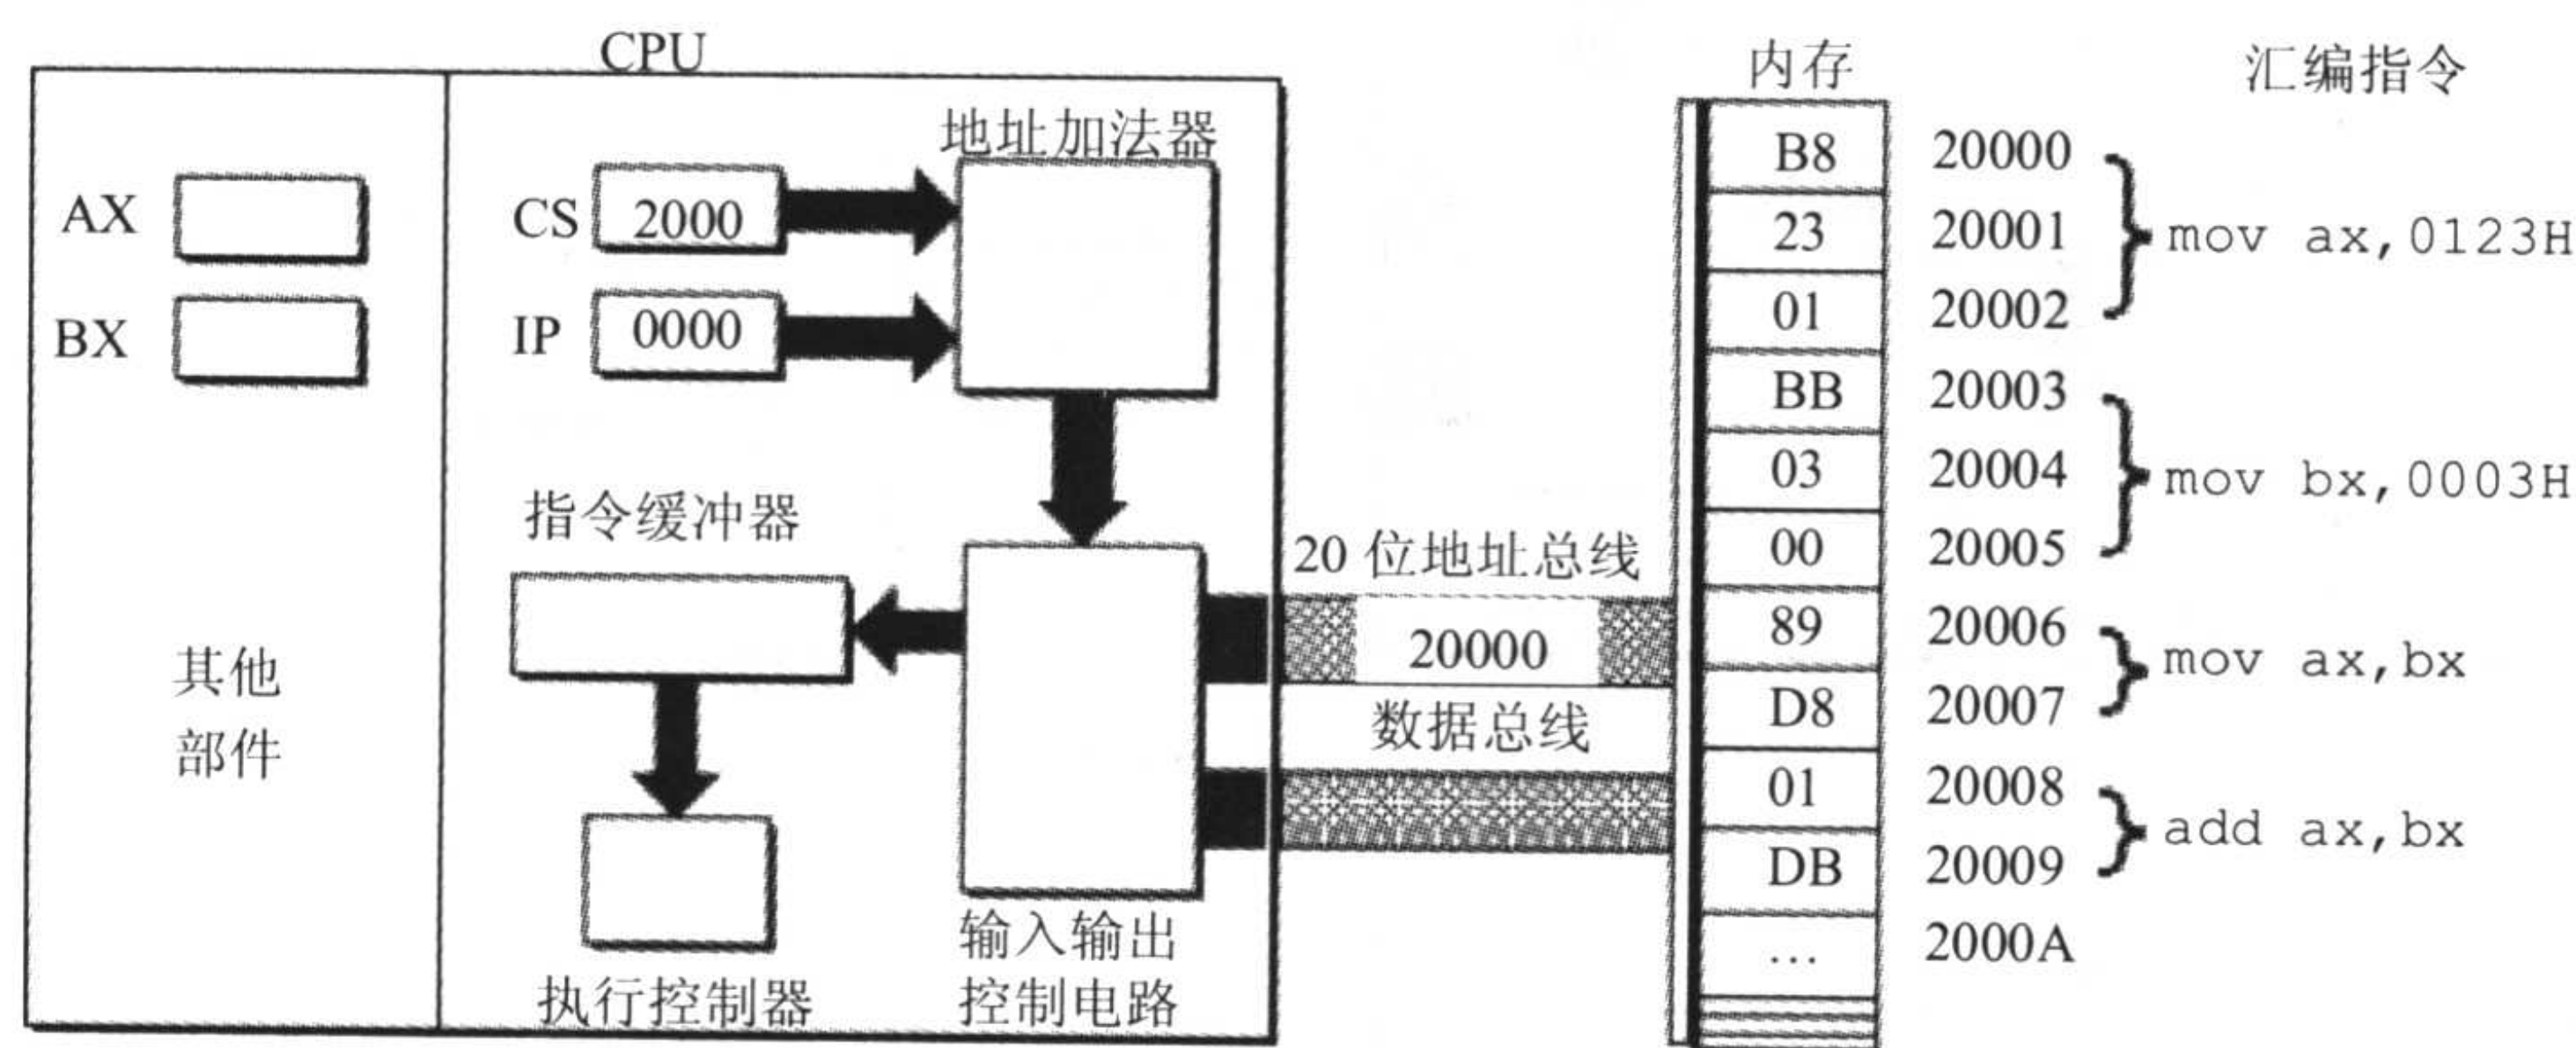 CPU
AX
BX
其他
部件
地址加法器
CS 2000
IP 0000
指令缓冲器
执行控制器
输入输出
控制电路
20 位地址总线
20000
数据总线
内存 汇编指令
B8 20000
23 20001 mov ax,0123H
01 20002
BB 20003
03 20004 mov bx,0003H
00 20005
89 20006
mov ax,bx
D8 20007
01 20008
add ax,bx
DB 20009
… 2000A